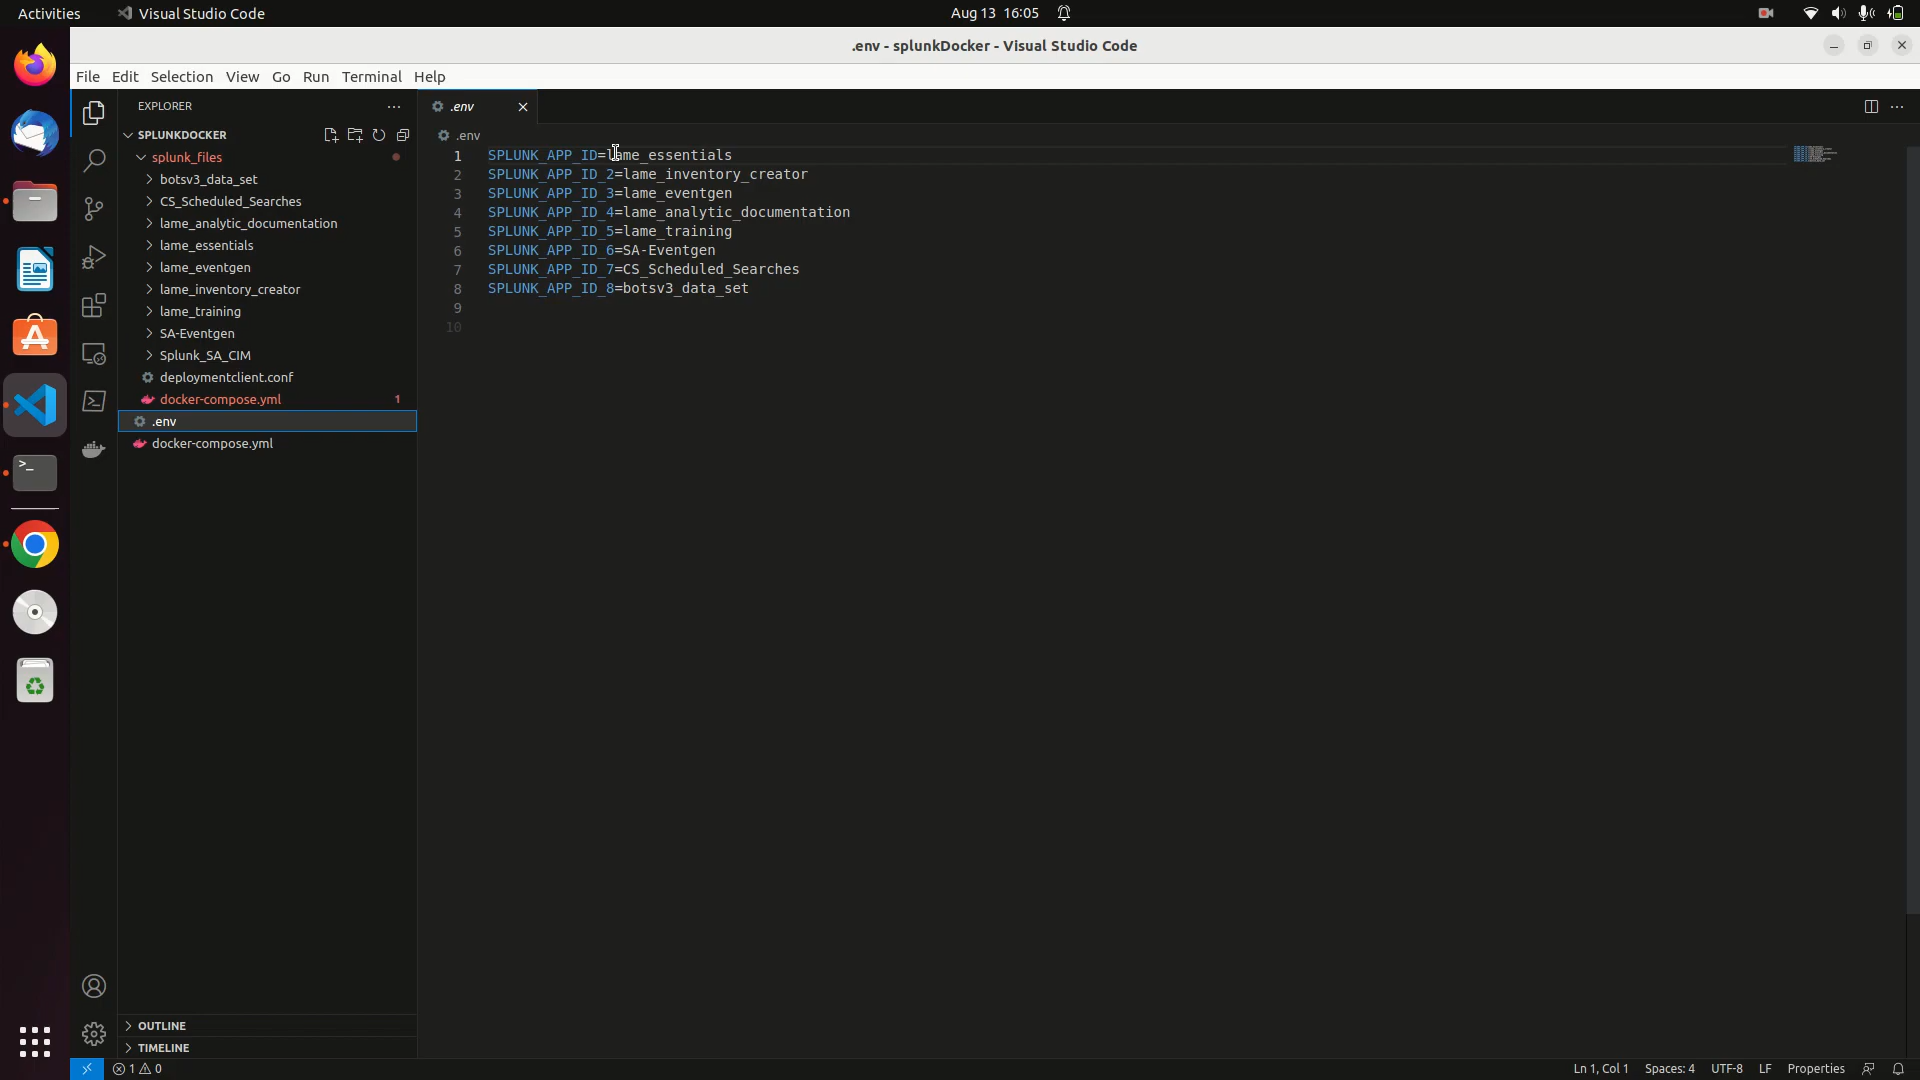 Activities Visual Studio Code Aug 13 16:05
.env - splunkDocker - Visual Studio Code
File Edit Selection View Go Run Terminal Help
EXPLORER
SPLUNKDOCKER
splunk_files
botsv3_data_set
CS_Scheduled_Searches
lame_analytic_documentation
lame_essentials
lame_eventgen
lame_inventory_creator
lame_training
SA-Eventgen
Splunk_SA_CIM
deploymentclient.conf
docker-compose.yml 1
.env
docker-compose.yml
OUTLINE
TIMELINE
.env
.env
1 SPLUNK_APP_ID=lame_essentials
2 SPLUNK_APP_ID_2=lame_inventory_creator
3 SPLUNK_APP_ID_3=lame_eventgen
4 SPLUNK_APP_ID_4=lame_analytic_documentation
5 SPLUNK_APP_ID_5=lame_training
6 SPLUNK_APP_ID_6=SA-Eventgen
7 SPLUNK_APP_ID_7=CS_Scheduled_Searches
8 SPLUNK_APP_ID_8=botsv3_data_set
9
10
1 0 Ln 1, Col 1 Spaces: 4 UTF-8 LF Properties